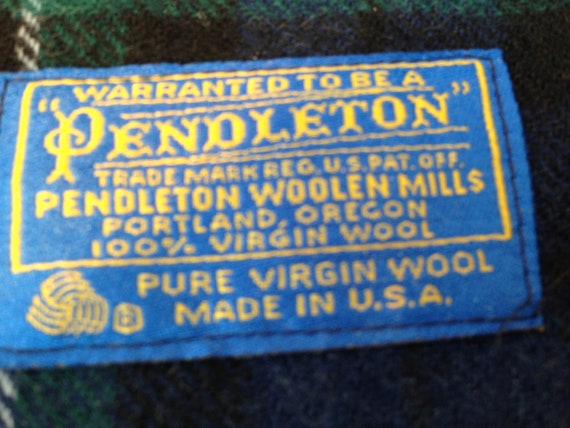 WARRANTED TO BE A
"PENDLETON"
TRADE MARK REG. U.S. PAT. OFF.
PENDLETON WOOLEN MILLS
PORTLAND, OREGON
100% VIRGIN WOOL
PURE VIRGIN WOOL
MADE IN U.S.A.